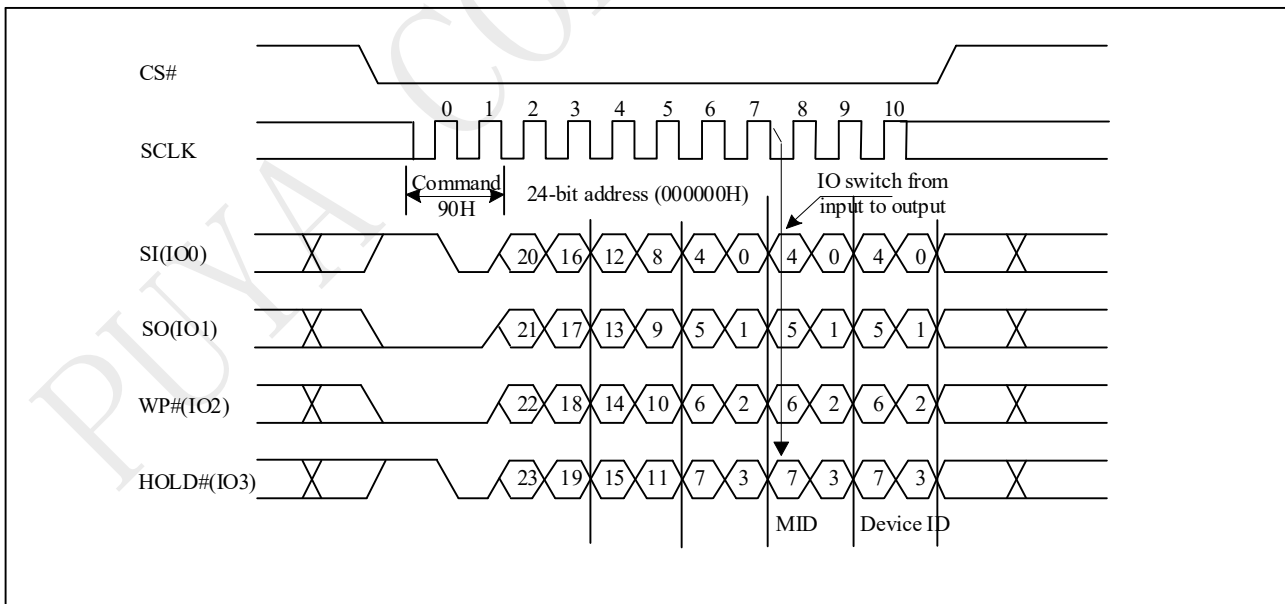 PUYA CO
CS#
0 1 2 3 4 5 6 7 8 9 10
SCLK
Command
90H
24-bit address (000000H)
IO switch from
input to output
SI(IO0)
20 16 12 8 4 0 4 0 4 0
SO(IO1)
21 17 13 9 5 1 5 1 5 1
WP#(IO2)
22 18 14 10 6 2 6 2 6 2
HOLD#(IO3)
23 19 15 11 7 3 7 3 7 3
MID
Device ID